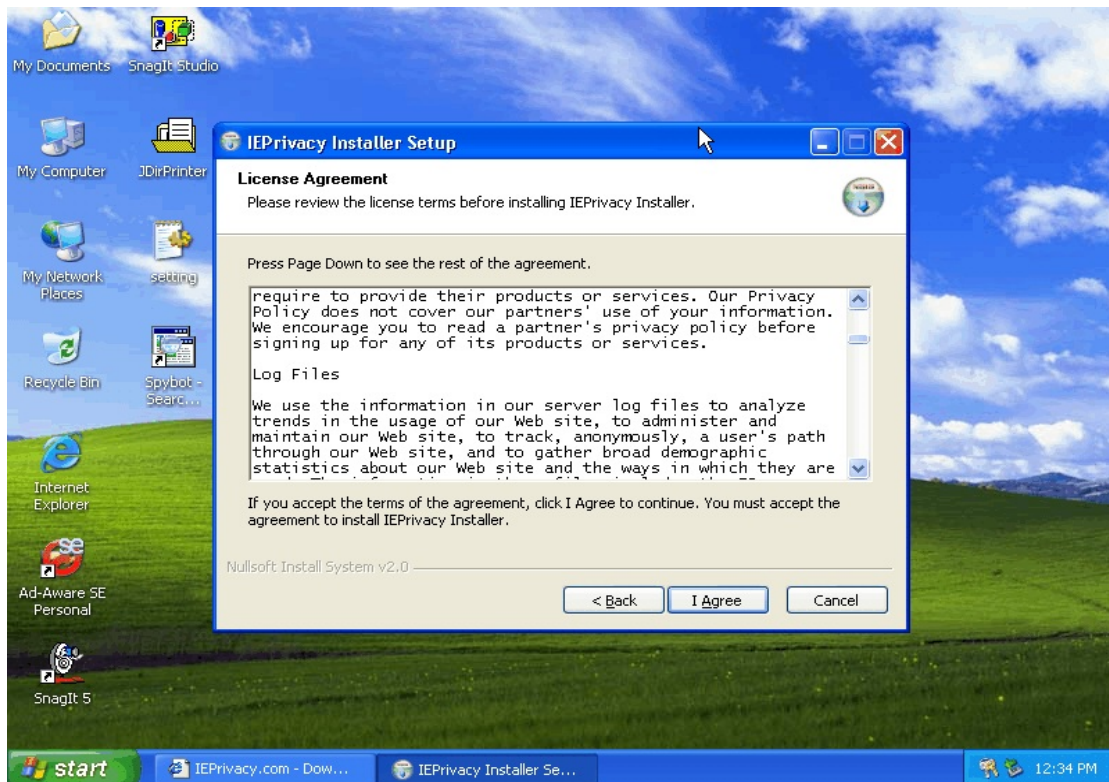 My Documents
SnagIt Studio
My Computer
JDirPrinter
My Network
Places
setting
Recycle Bin
Spybot -
Searc...
Internet
Explorer
Ad-Aware SE
Personal
SnagIt 5
IEPrivacy Installer Setup
License Agreement
Please review the license terms before installing IEPrivacy Installer.
Press Page Down to see the rest of the agreement.
require to provide their products or services. Our Privacy
Policy does not cover our partners' use of your information.
We encourage you to read a partner's privacy policy before
signing up for any of its products or services.
Log Files
We use the information in our server log files to analyze
trends in the usage of our Web site, to administer and
maintain our Web site, to track, anonymously, a user's path
through our Web site, and to gather broad demographic
statistics about our Web site and the ways in which they are
If you accept the terms of the agreement, click I Agree to continue. You must accept the
agreement to install IEPrivacy Installer.
Nullsoft Install System v2.0
< Back
I Agree
Cancel
start
IEPrivacy.com - Dow...
IEPrivacy Installer Se...
12:34 PM